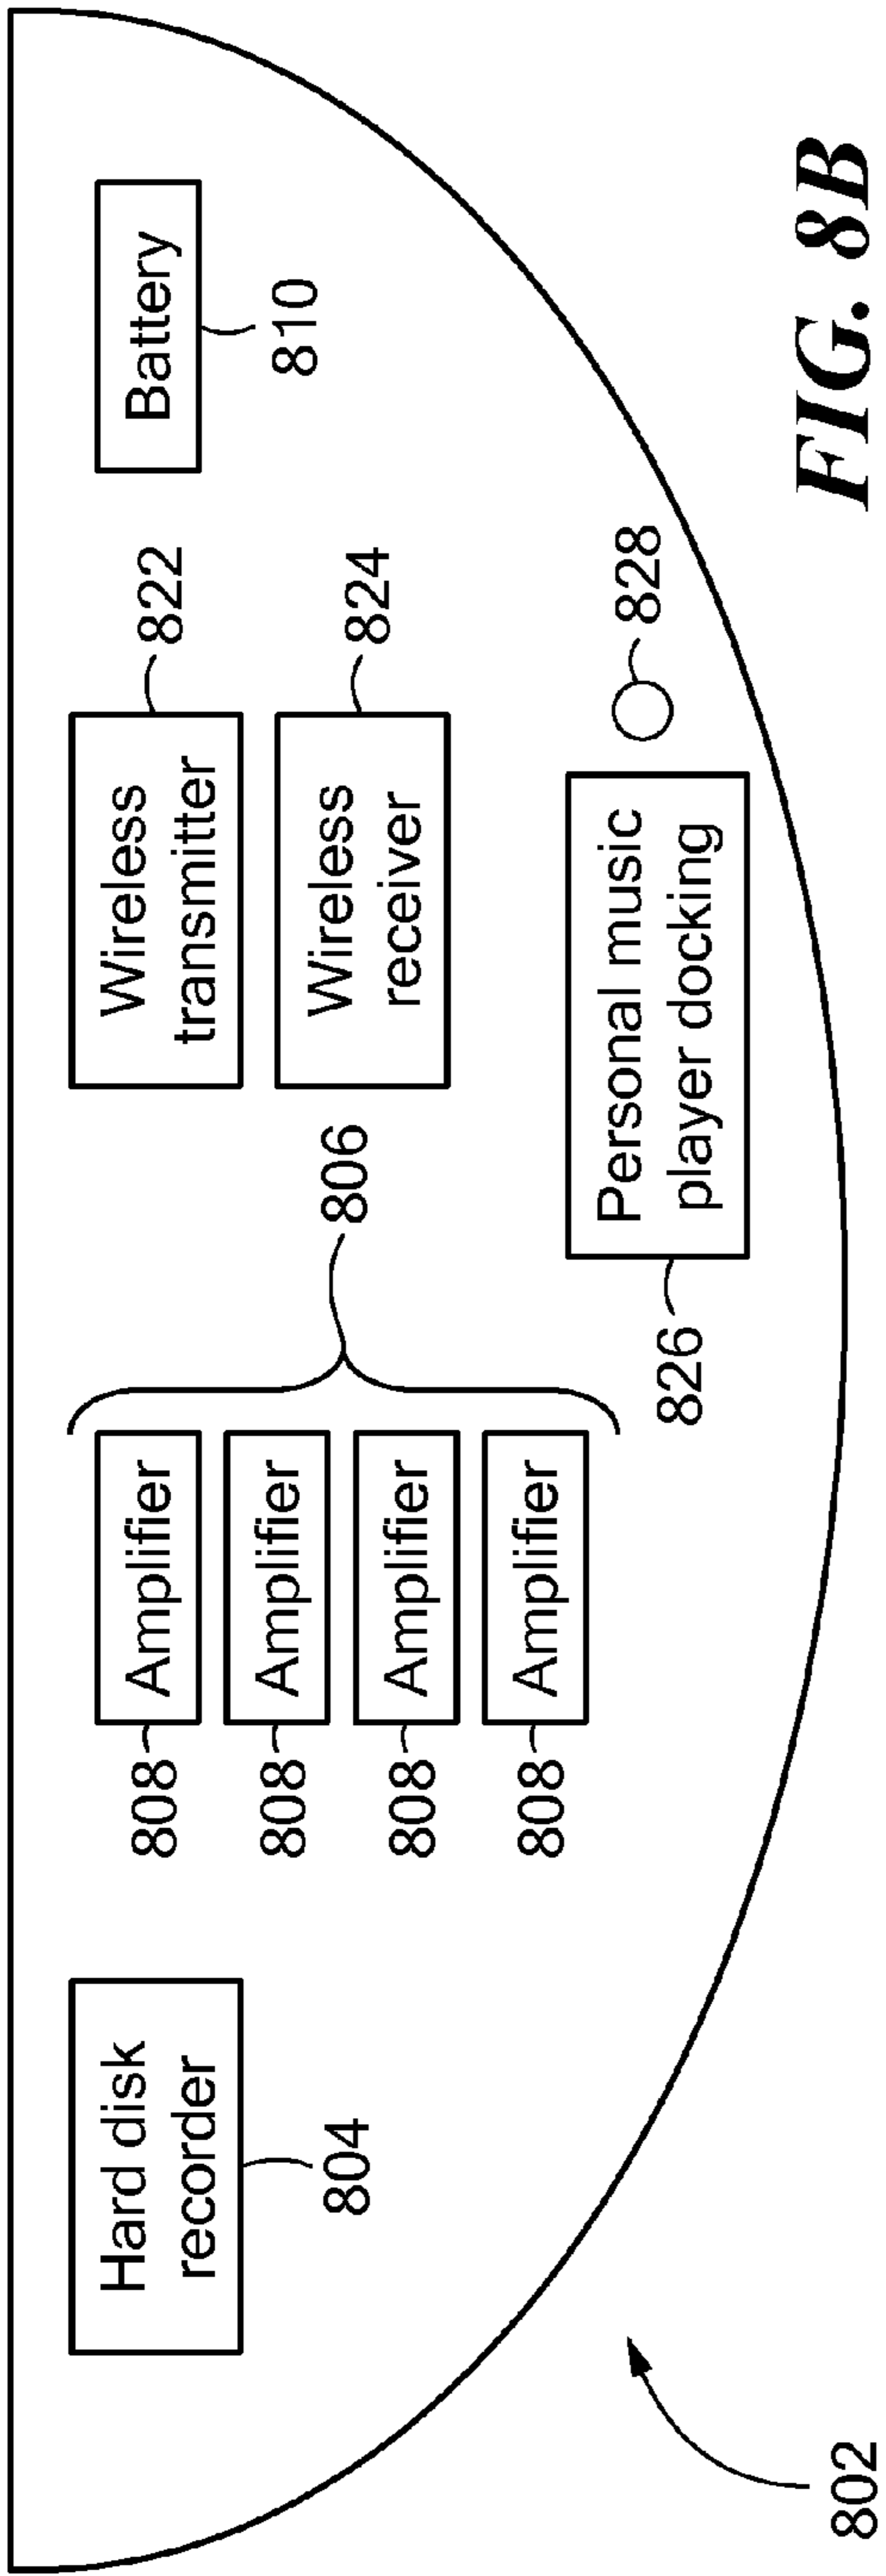 Hard disk
recorder
804
808
Amplifier
808
Amplifier
808
Amplifier
808
Amplifier
806
Wireless
transmitter
822
Wireless
receiver
824
Battery
810
826
Personal music
player docking
828
802
FIG. 8B